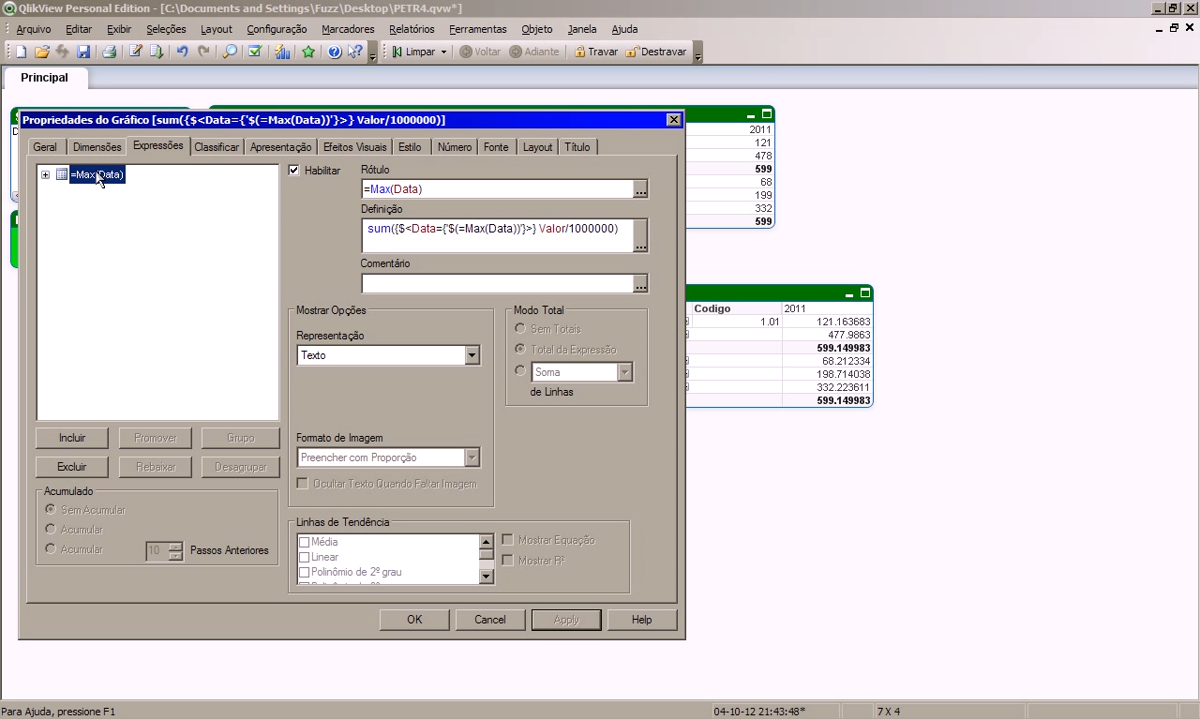 QlikView Personal Edition - [C:\Documents and Settings\Fuzz\Desktop\PETR4.qvw*]
Arquivo Editar Exibir Seleções Layout Configuração Marcadores Relatórios Ferramentas Objeto Janela Ajuda
Limpar Voltar Adiante Travar Destravar
Principal
Propriedades do Gráfico [sum({$<Data={'$(=Max(Data))'}>} Valor/1000000)]
Geral Dimensões Expressões Classificar Apresentação Efeitos Visuais Estilo Número Fonte Layout Título
=Max(Data)
Habilitar
Rótulo
=Max(Data)
Definição
sum({$<Data={'$(=Max(Data))'}>} Valor/1000000)
Comentário
Mostrar Opções
Representação
Texto
Modo Total
Sem Totais
Total da Expressão
Soma
de Linhas
Formato de Imagem
Preencher com Proporção
Ocultar Texto Quando Faltar Imagem
Incluir Promover Grupo
Excluir Rebaixar Desagrupar
Acumulado
Sem Acumular
Acumular
Acumular 10 Passos Anteriores
Linhas de Tendência
Média
Linear
Polinômio de 2º grau
Mostrar Equação
Mostrar R²
OK Cancel Apply Help
2011
121
478
599
68
199
332
599
Codigo 2011
1.01 121.163683
477.9863
599.149983
68.212334
198.714038
332.223611
599.149983
Para Ajuda, pressione F1 04-10-12 21:43:48* 7 X 4